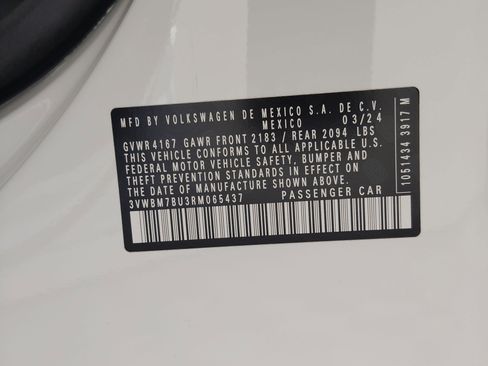 MFD BY VOLKSWAGEN DE MEXICO S.A. DE C.V.
MEXICO 03/24
GVWR4167 GAWR FRONT 2183 / REAR 2094 LBS
THIS VEHICLE CONFORMS TO ALL APPLICABLE U.S.
FEDERAL MOTOR VEHICLE SAFETY, BUMPER AND
THEFT PREVENTION STANDARDS IN EFFECT ON
THE DATE OF MANUFACTURE SHOWN ABOVE.
3VWBM7BU3RM065437 PASSENGER CAR
1051434 3917 M